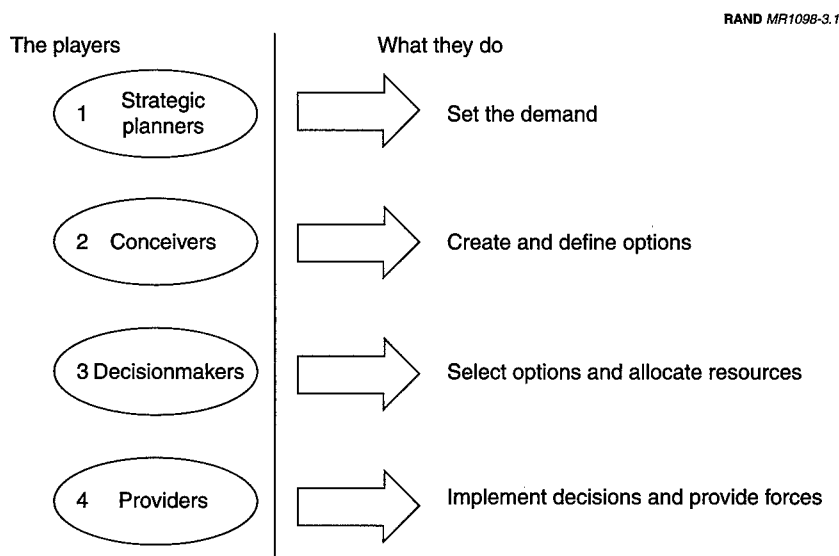 RAND MR1098-3.1
The players
What they do
1 Strategic
planners
Set the demand
2 Conceivers
Create and define options
3 Decisionmakers
Select options and allocate resources
4 Providers
Implement decisions and provide forces